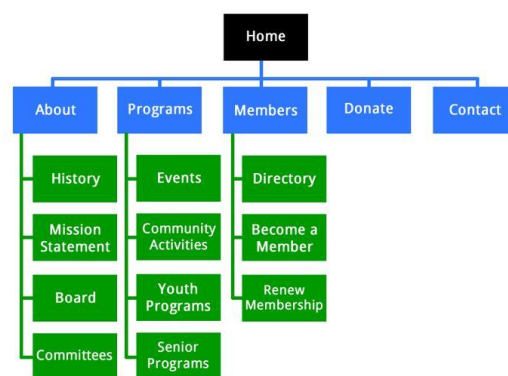 Home
About
Programs
Members
Donate
Contact
History
Mission
Statement
Board
Committees
Events
Community
Activities
Youth
Programs
Senior
Programs
Directory
Become a
Member
Renew
Membership